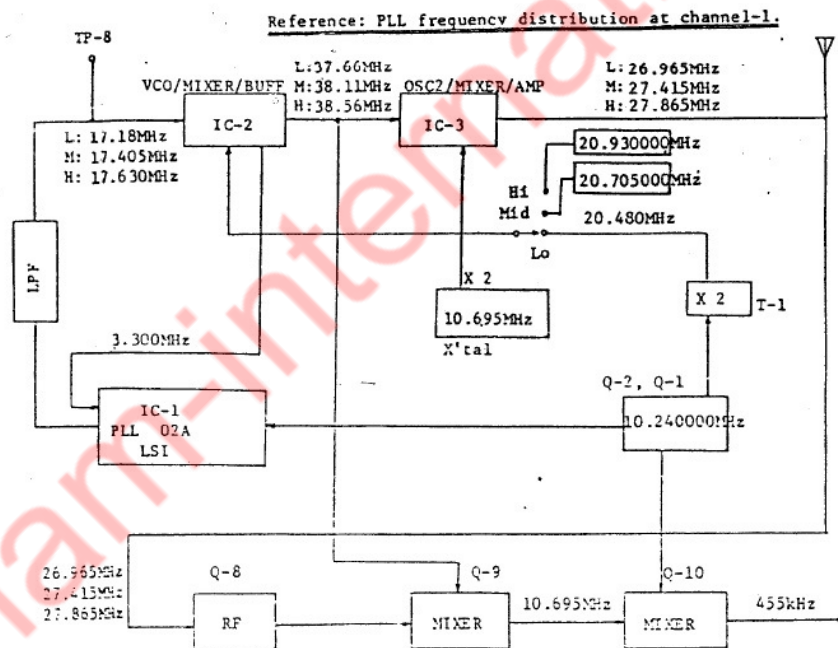 Reference: PLL frequency distribution at channel-1.
TP-8
VCO/MIXER/BUFF
IC-2
L: 17.18MHz
M: 17.405MHz
H: 17.630MHz
L:37.66MHz
M: 38.11MHz
H: 38.56MHz
OSC2/MIXER/AMP
IC-3
L: 26.965MHz
M: 27.415MHz
H: 27.865MHz
20.930000MHz
20.705000MHz
Hi
Mid
Lo
20.480MHz
LPF
X 2
10.695MHz
X'tal
X 2
T-1
3.300MHz
IC-1
PLL 02A
LSI
Q-2, Q-1
10.240000MHz
26.965MHz
27.415MHz
27.865MHz
Q-8
RF
Q-9
MIXER
10.695MHz
Q-10
MIXER
455kHz